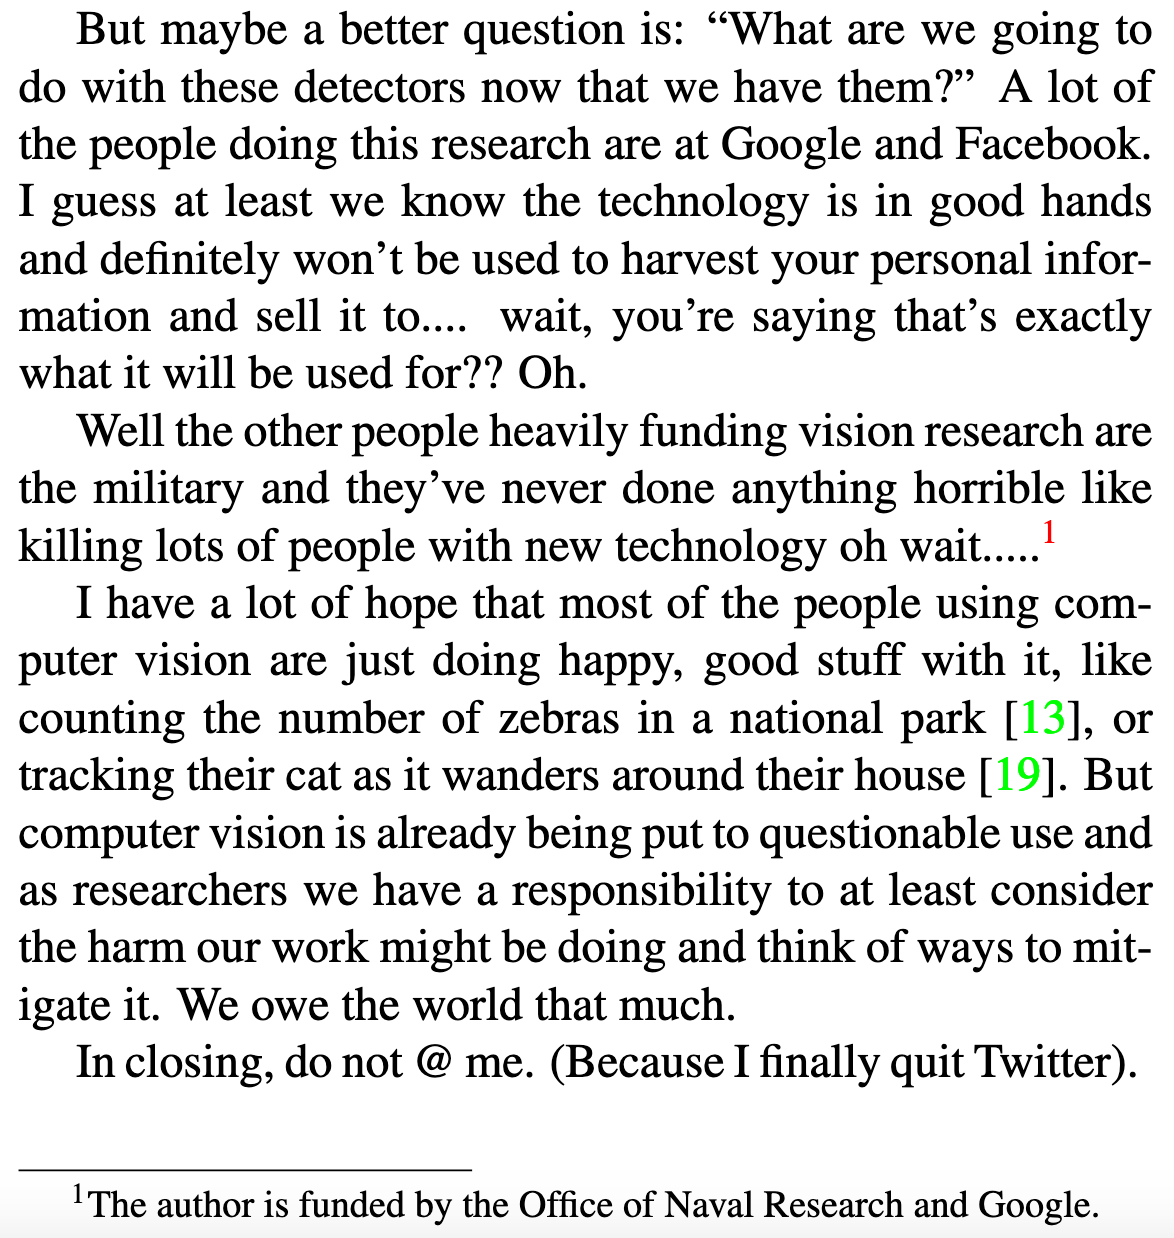 But maybe a better question is: “What are we going to
do with these detectors now that we have them?” A lot of
the people doing this research are at Google and Facebook.
I guess at least we know the technology is in good hands
and definitely won’t be used to harvest your personal infor-
mation and sell it to.... wait, you’re saying that’s exactly
what it will be used for?? Oh.
Well the other people heavily funding vision research are
the military and they’ve never done anything horrible like
killing lots of people with new technology oh wait.....1
I have a lot of hope that most of the people using com-
puter vision are just doing happy, good stuff with it, like
counting the number of zebras in a national park [13], or
tracking their cat as it wanders around their house [19]. But
computer vision is already being put to questionable use and
as researchers we have a responsibility to at least consider
the harm our work might be doing and think of ways to mit-
igate it. We owe the world that much.
In closing, do not @ me. (Because I finally quit Twitter).
1The author is funded by the Office of Naval Research and Google.